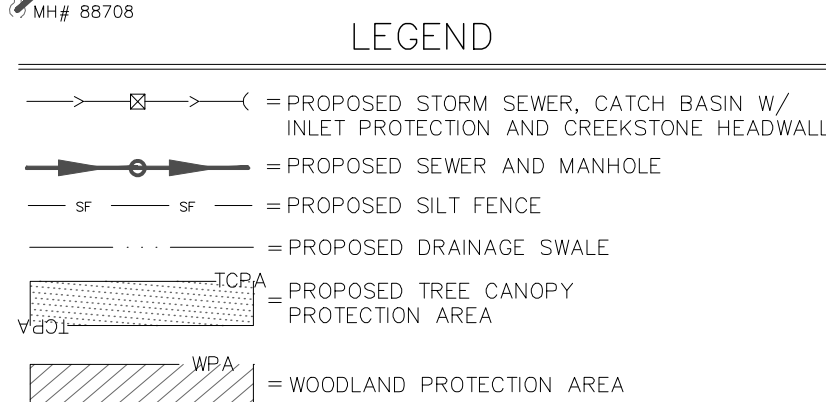 MH# 88708
LEGEND
= PROPOSED STORM SEWER, CATCH BASIN W/
INLET PROTECTION AND CREEKSTONE HEADWALL
= PROPOSED SEWER AND MANHOLE
SF SF = PROPOSED SILT FENCE
= PROPOSED DRAINAGE SWALE
TCPA
= PROPOSED TREE CANOPY
PROTECTION AREA
TCPA
WPA
= WOODLAND PROTECTION AREA